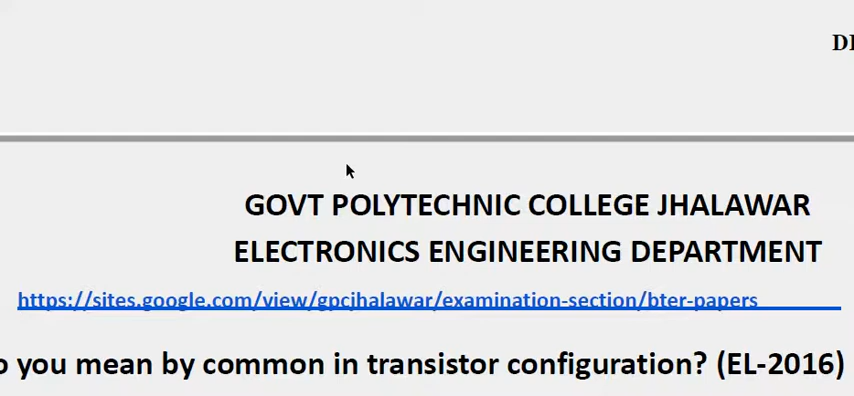 GOVT POLYTECHNIC COLLEGE JHALAWAR
ELECTRONICS ENGINEERING DEPARTMENT
https://sites.google.com/view/gpcjhalawar/examination-section/bter-papers
you mean by common in transistor configuration? (EL-2016)